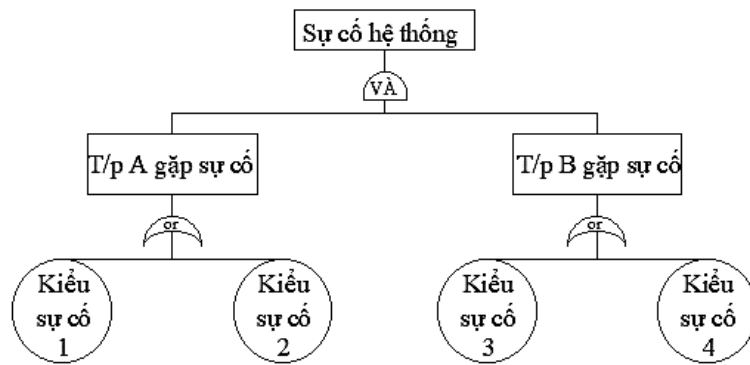 Sự cố hệ thống
VÀ
T/p A gặp sự cố
T/p B gặp sự cố
or
or
Kiểu
sự cố
1
Kiểu
sự cố
2
Kiểu
sự cố
3
Kiểu
sự cố
4